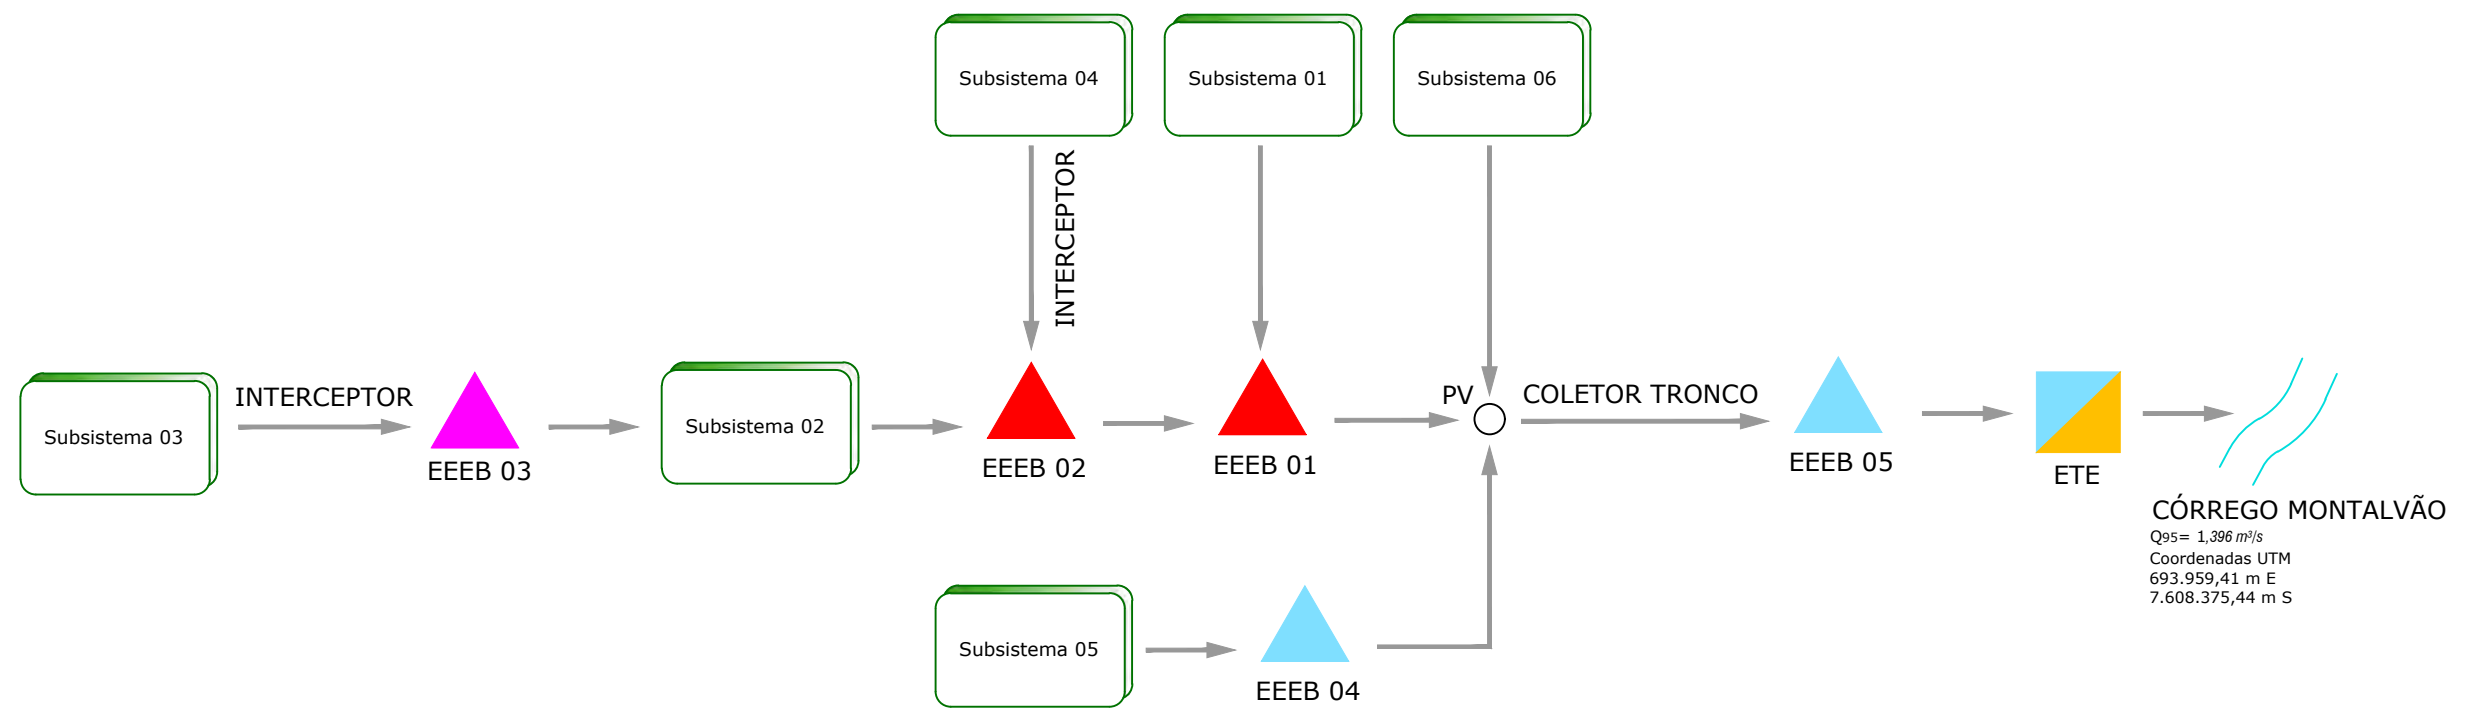 Subsistema 04
Subsistema 01
Subsistema 06
INTERCEPTOR
Subsistema 03
INTERCEPTOR
EEEB 03
Subsistema 02
EEEB 02
EEEB 01
PV
COLETOR TRONCO
EEEB 05
ETE
CÓRREGO MONTALVÃO
Q95= 1,396 m³/s
Coordenadas UTM
693.959,41 m E
7.608.375,44 m S
Subsistema 05
EEEB 04